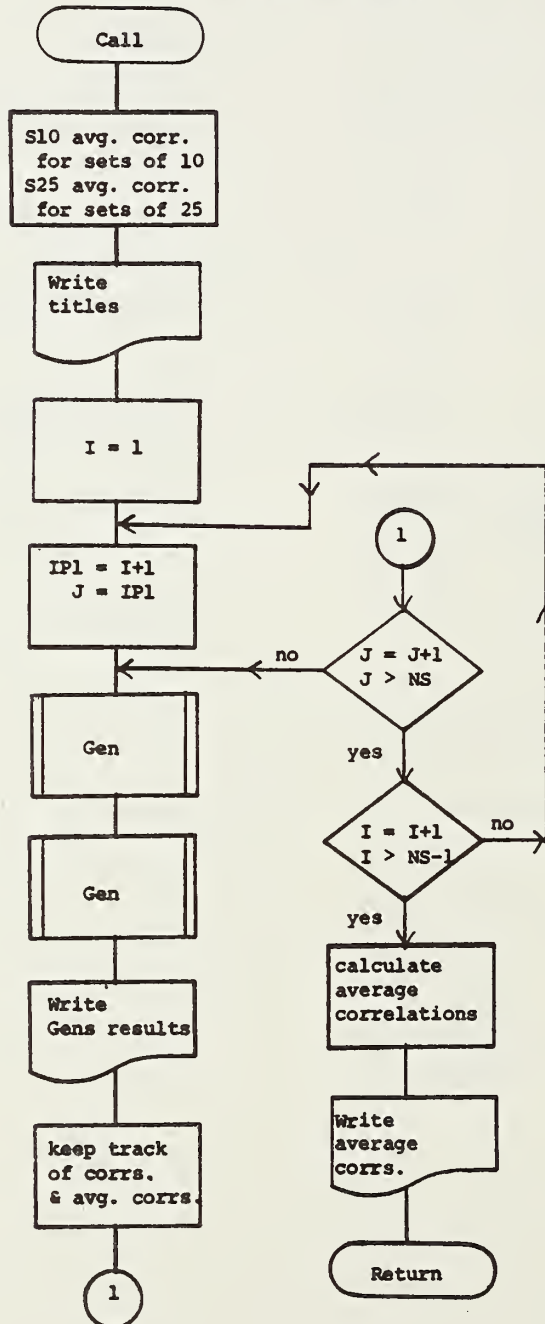 Call
S10 avg. corr.
for sets of 10
S25 avg. corr.
for sets of 25
Write
titles
I = 1
IP1 = I+1
J = IP1
Gen
Gen
Write
Gens results
keep track
of corrs.
& avg. corrs.
1
1
J = J+1
J > NS
no
yes
I = I+1
I > NS-1
no
yes
calculate
average
correlations
Write
average
corrs.
Return